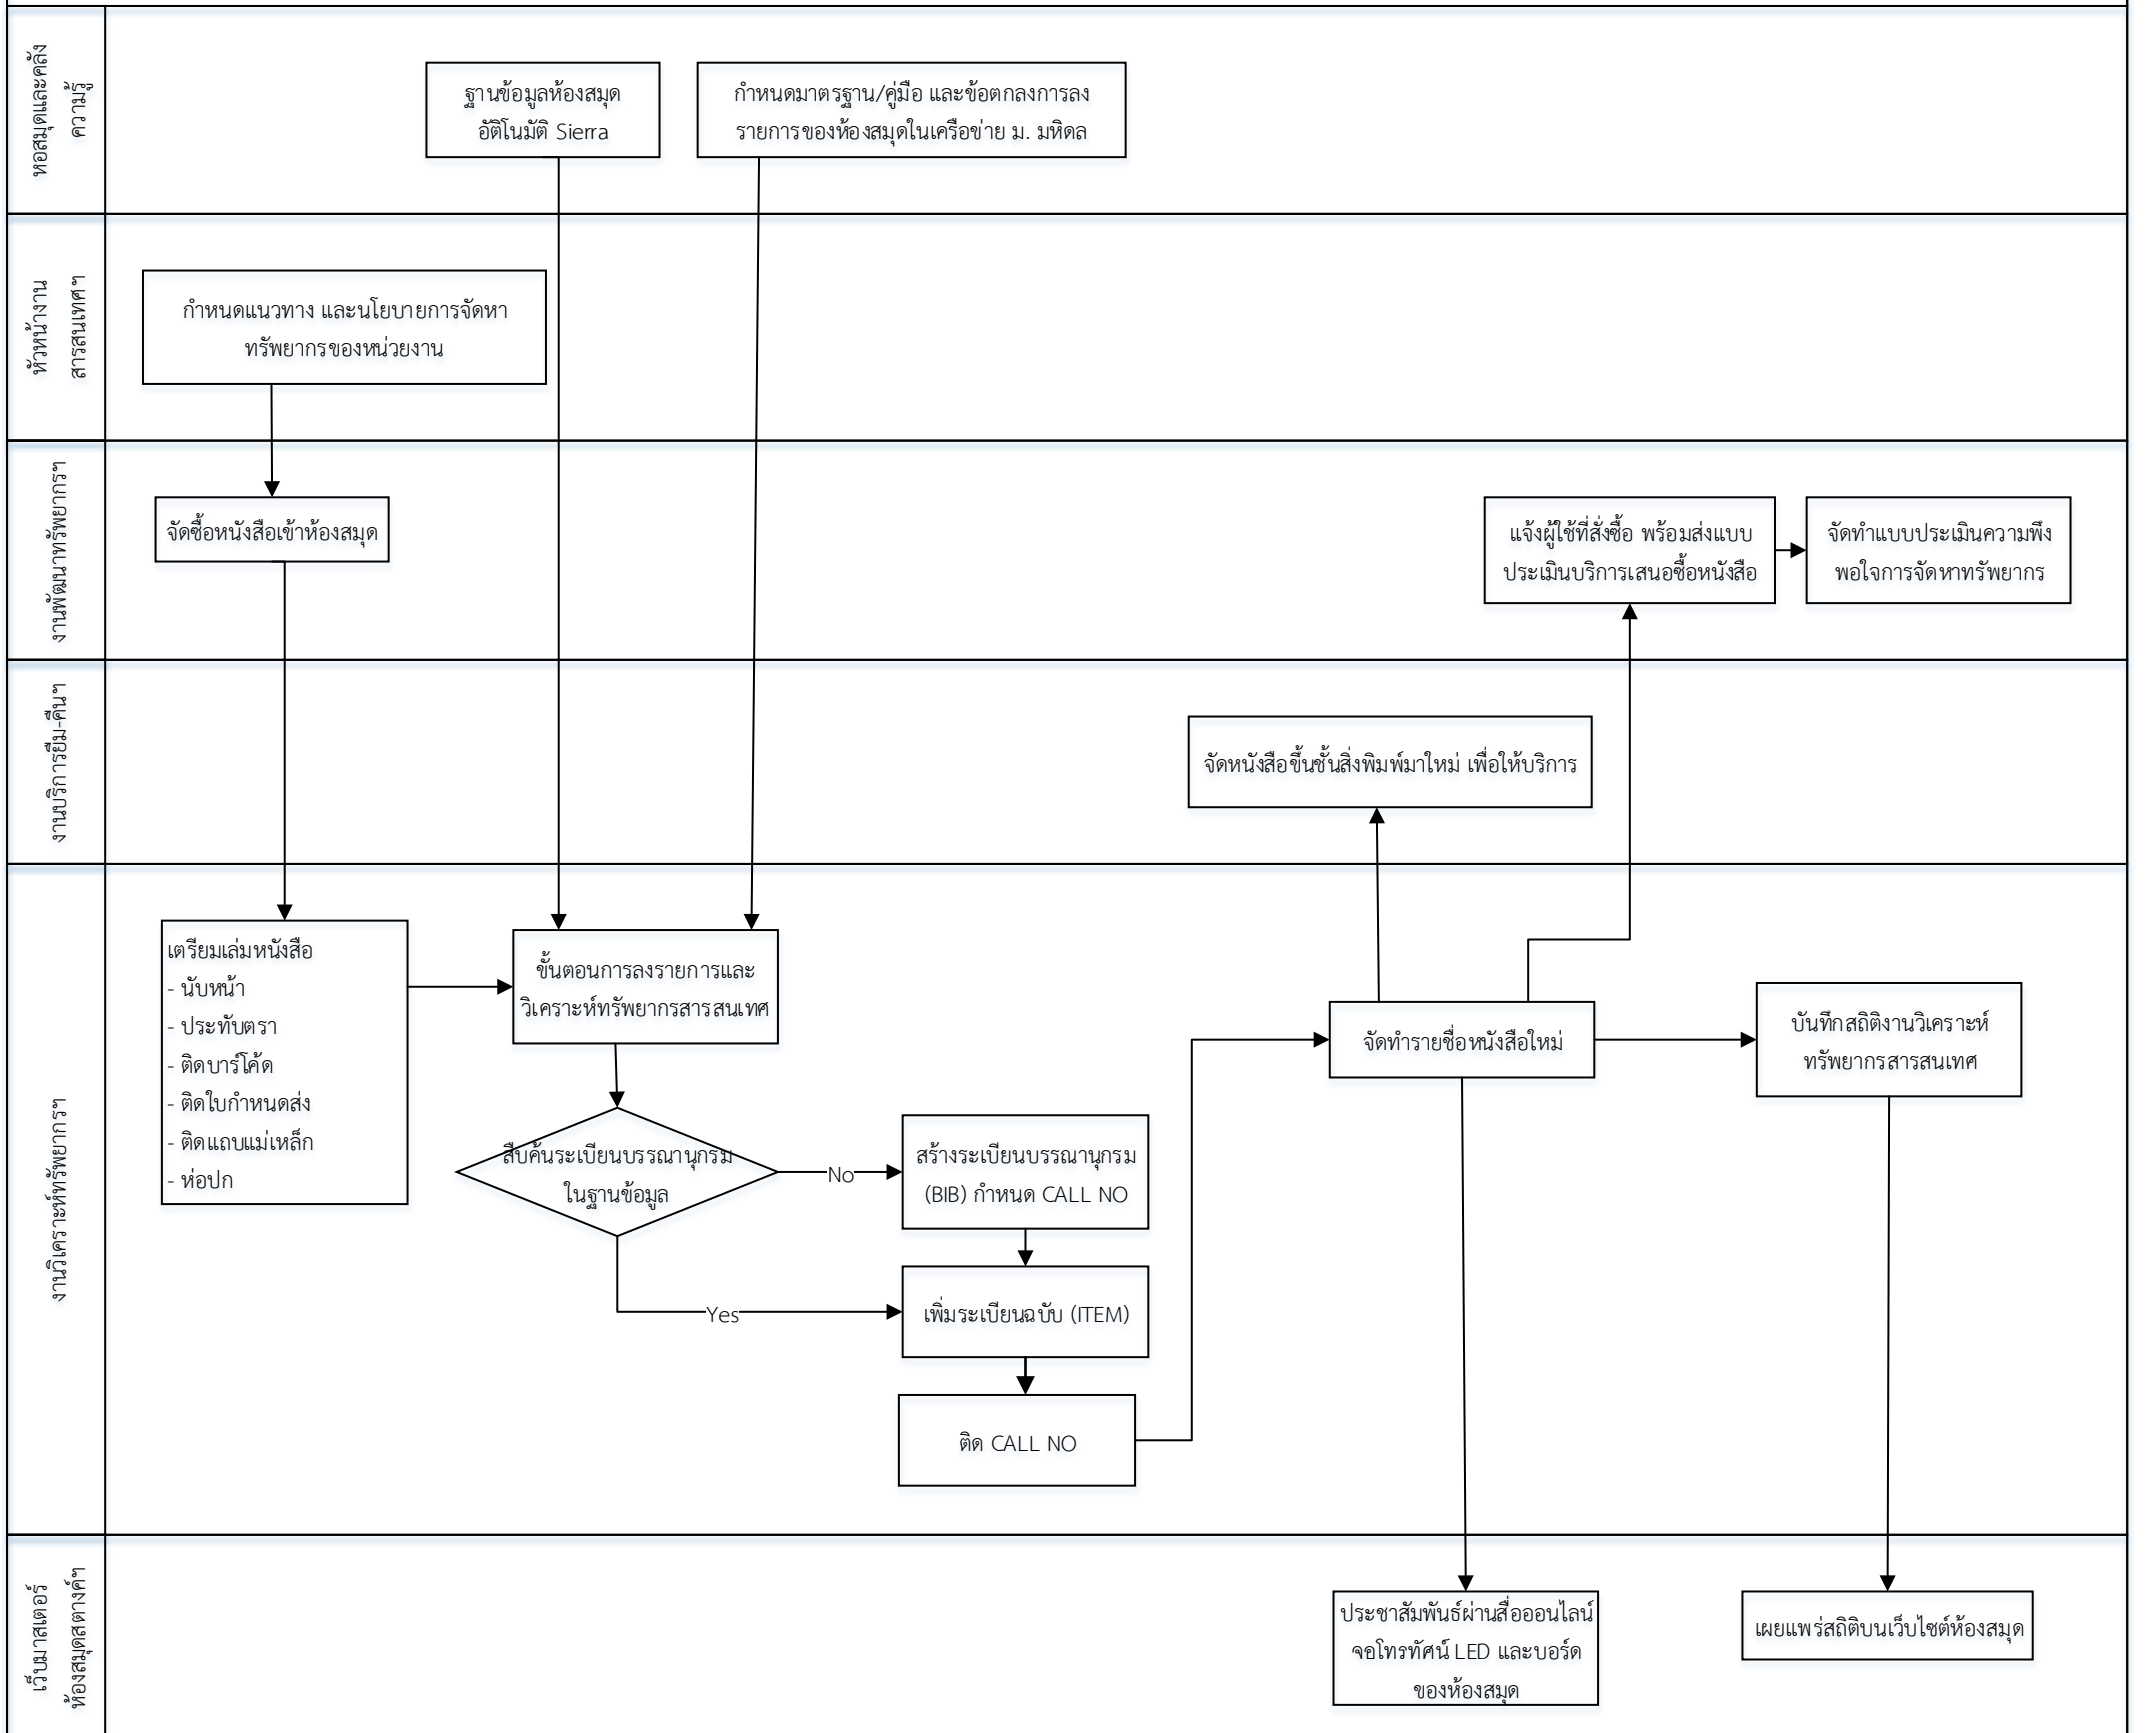 หอสมุดและคลัง
ความรู้
ฐานข้อมูลห้องสมุด
อัติโนมัติ Sierra
กำหนดมาตรฐาน/คู่มือ และข้อตกลงการลง
รายการของห้องสมุดในเครือข่าย ม. มหิดล
หัวหน้างาน
สารสนเทศฯ
กำหนดแนวทาง และนโยบายการจัดหา
ทรัพยากรของหน่วยงาน
งานพัฒนาทรัพยากรฯ
จัดซื้อหนังสือเข้าห้องสมุด
แจ้งผู้ใช้ที่สั่งซื้อ พร้อมส่งแบบ
ประเมินบริการเสนอซื้อหนังสือ
จัดทำแบบประเมินความพึง
พอใจการจัดหาทรัพยากร
งานบริการยืม-คืนฯ
จัดหนังสือขึ้นชั้นสิ่งพิมพ์มาใหม่ เพื่อให้บริการ
งานวิเคราะห์ทรัพยากรฯ
เตรียมเล่มหนังสือ
- นับหน้า
- ประทับตรา
- ติดบาร์โค้ด
- ติดใบกำหนดส่ง
- ติดแถบแม่เหล็ก
- ห่อปก
ขั้นตอนการลงรายการและ
วิเคราะห์ทรัพยากรสารสนเทศ
สืบค้นระเบียนบรรณานุกรม
ในฐานข้อมูล
No
Yes
สร้างระเบียนบรรณานุกรม
(BIB) กำหนด CALL NO
เพิ่มระเบียนฉบับ (ITEM)
ติด CALL NO
จัดทำรายชื่อหนังสือใหม่
บันทึกสถิติงานวิเคราะห์
ทรัพยากรสารสนเทศ
เว็บมาสเตอร์
ห้องสมุดสตางค์ฯ
ประชาสัมพันธ์ผ่านสื่อออนไลน์
จอโทรทัศน์ LED และบอร์ด
ของห้องสมุด
เผยแพร่สถิติบนเว็บไซต์ห้องสมุด